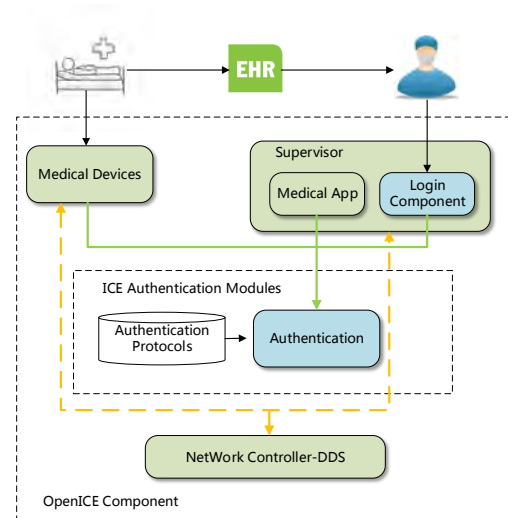 EHR
Medical Devices
Supervisor
Medical App
Login
Component
ICE Authentication Modules
Authentication
Protocols
Authentication
NetWork Controller-DDS
OpenICE Component